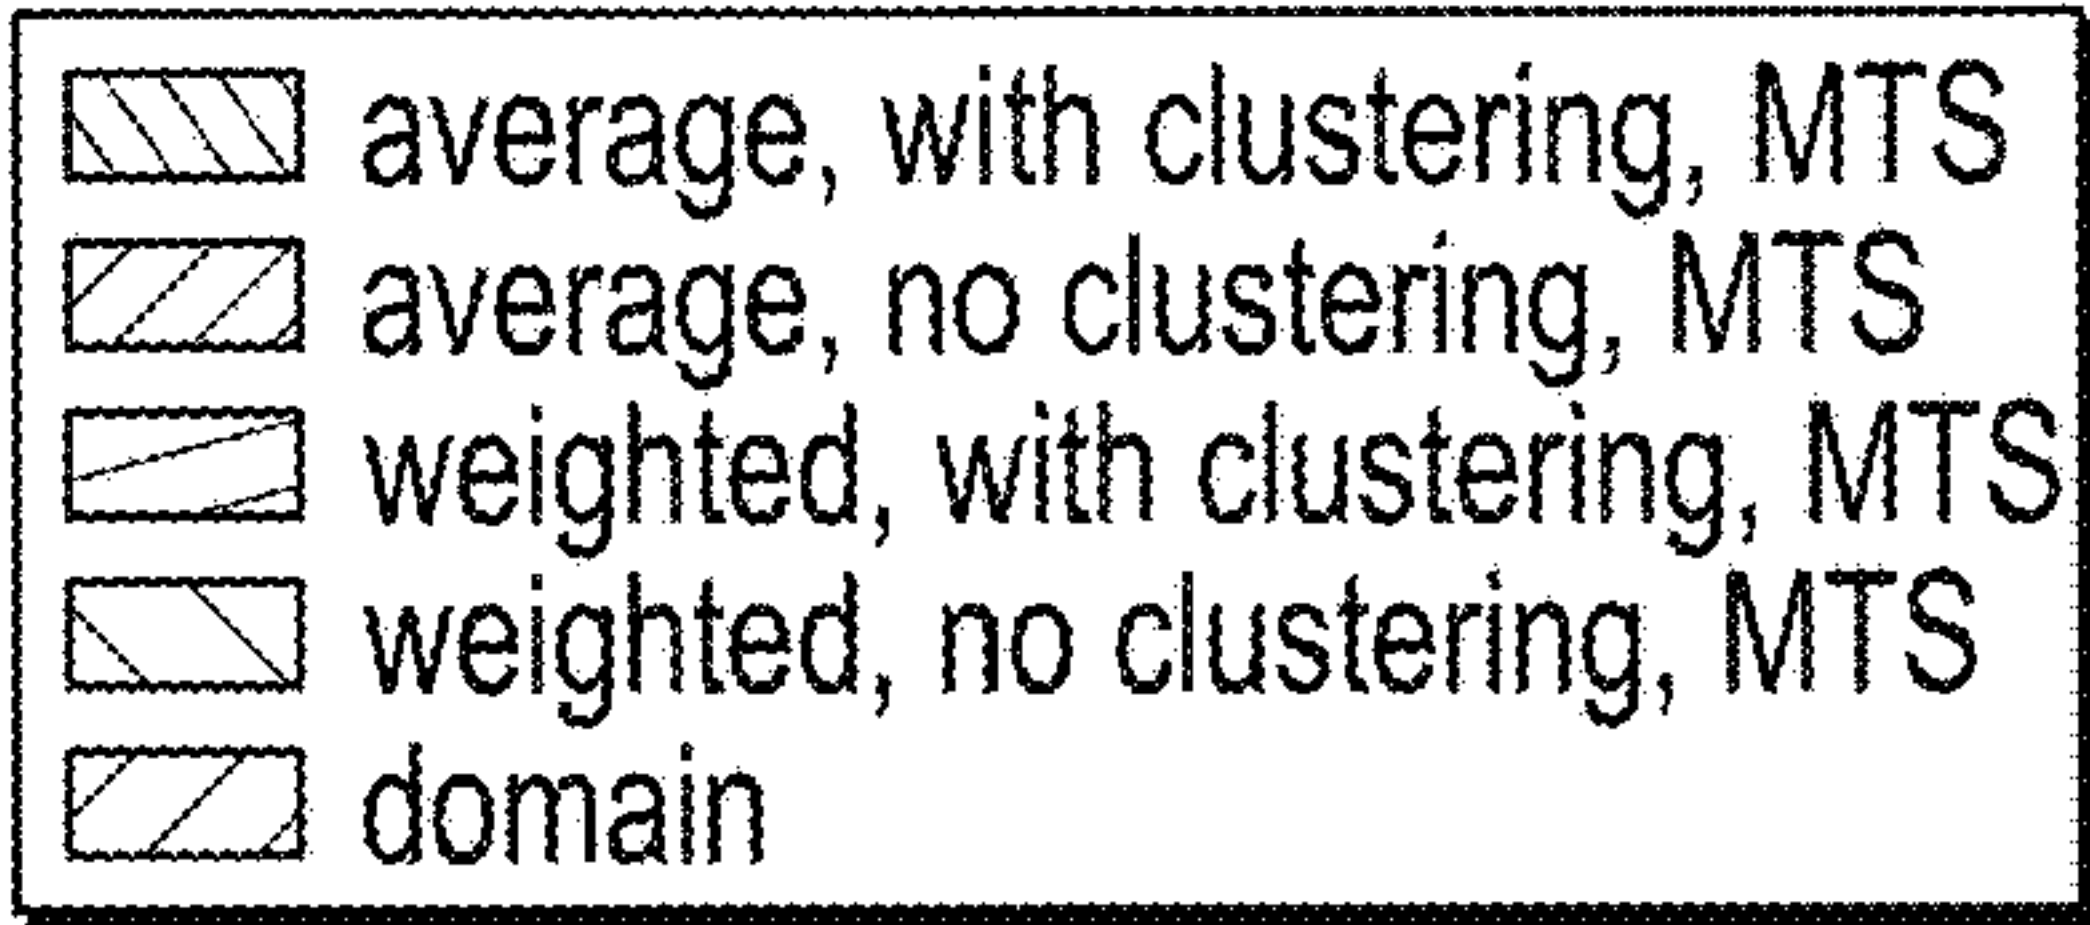 average, with clustering, MTS
average, no clustering, MTS
weighted, with clustering, MTS
weighted, no clustering, MTS
domain